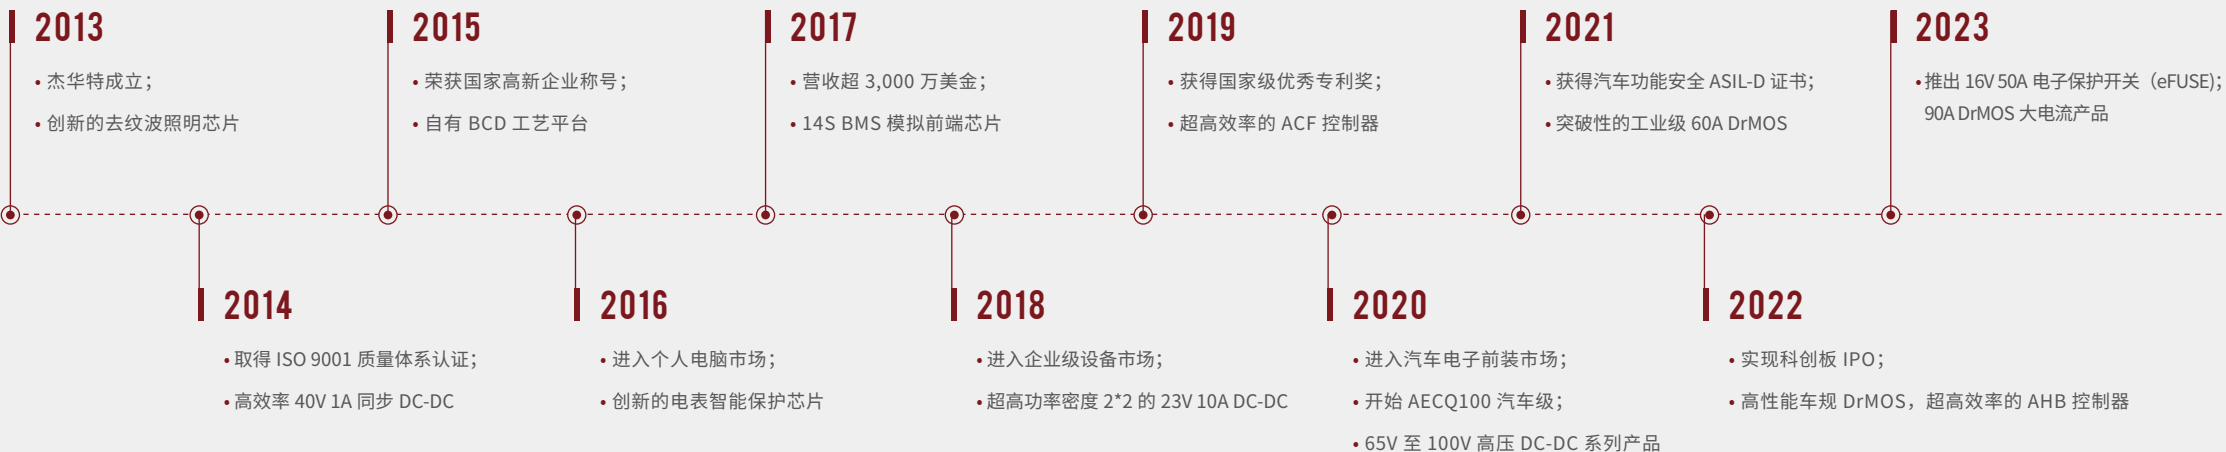 2013
• 杰华特成立；
• 创新的去纹波照明芯片
2014
• 取得 ISO 9001 质量体系认证；
• 高效率 40V 1A 同步 DC-DC
2015
• 荣获国家高新企业称号；
• 自有 BCD 工艺平台
2016
• 进入个人电脑市场；
• 创新的电表智能保护芯片
2017
• 营收超 3,000 万美金；
• 14S BMS 模拟前端芯片
2018
• 进入企业级设备市场；
• 超高功率密度 2*2 的 23V 10A DC-DC
2019
• 获得国家级优秀专利奖；
• 超高效率的 ACF 控制器
2020
• 进入汽车电子前装市场；
• 开始 AECQ100 汽车级；
• 65V 至 100V 高压 DC-DC 系列产品
2021
• 获得汽车功能安全 ASIL-D 证书；
• 突破性的工业级 60A DrMOS
2022
• 实现科创板 IPO；
• 高性能车规 DrMOS，超高效率的 AHB 控制器
2023
• 推出 16V 50A 电子保护开关（eFUSE)；
90A DrMOS 大电流产品